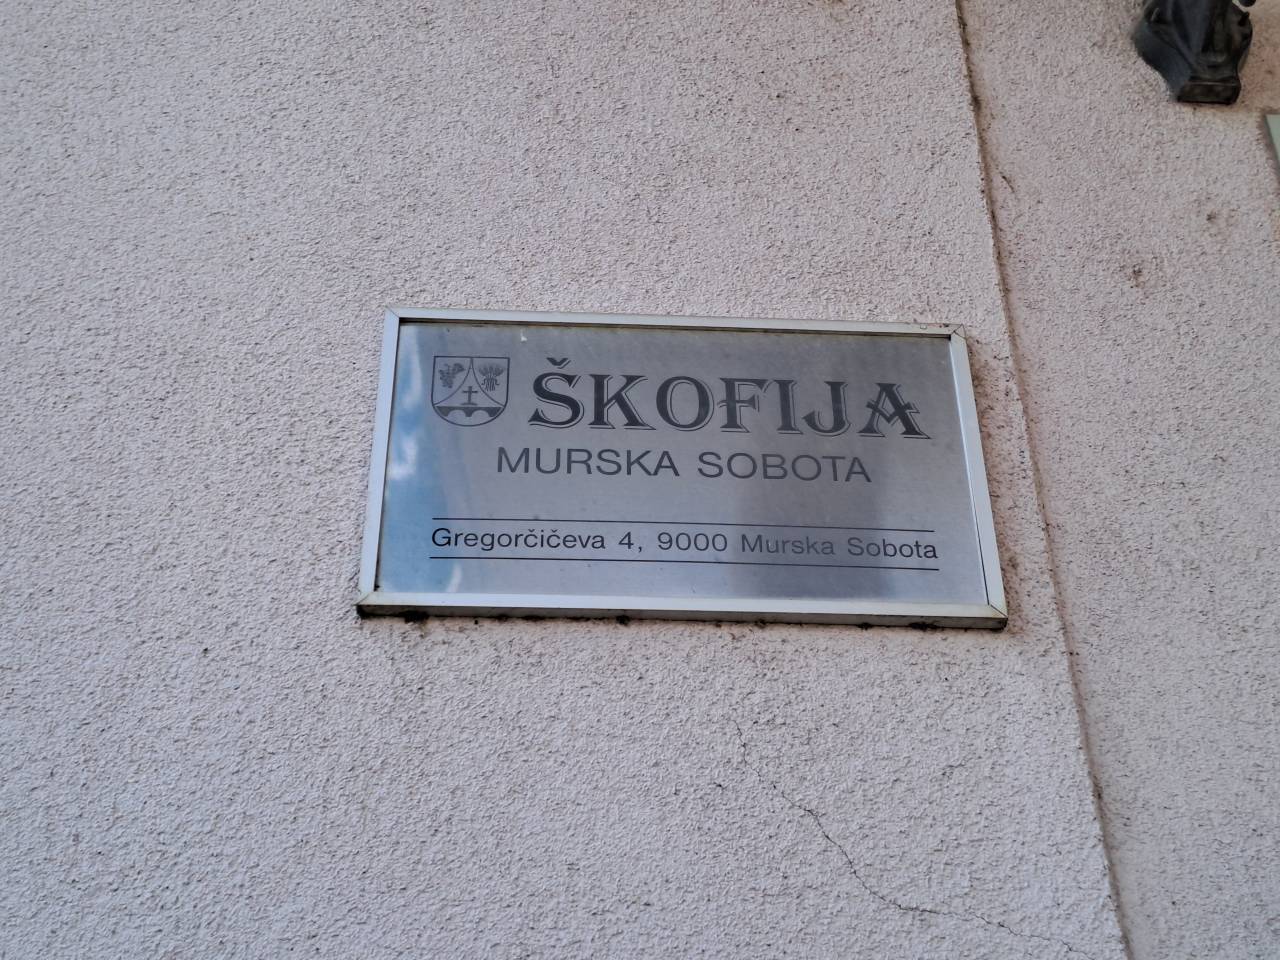 ŠKOFIJA
MURSKA SOBOTA
Gregorčičeva 4, 9000 Murska Sobota